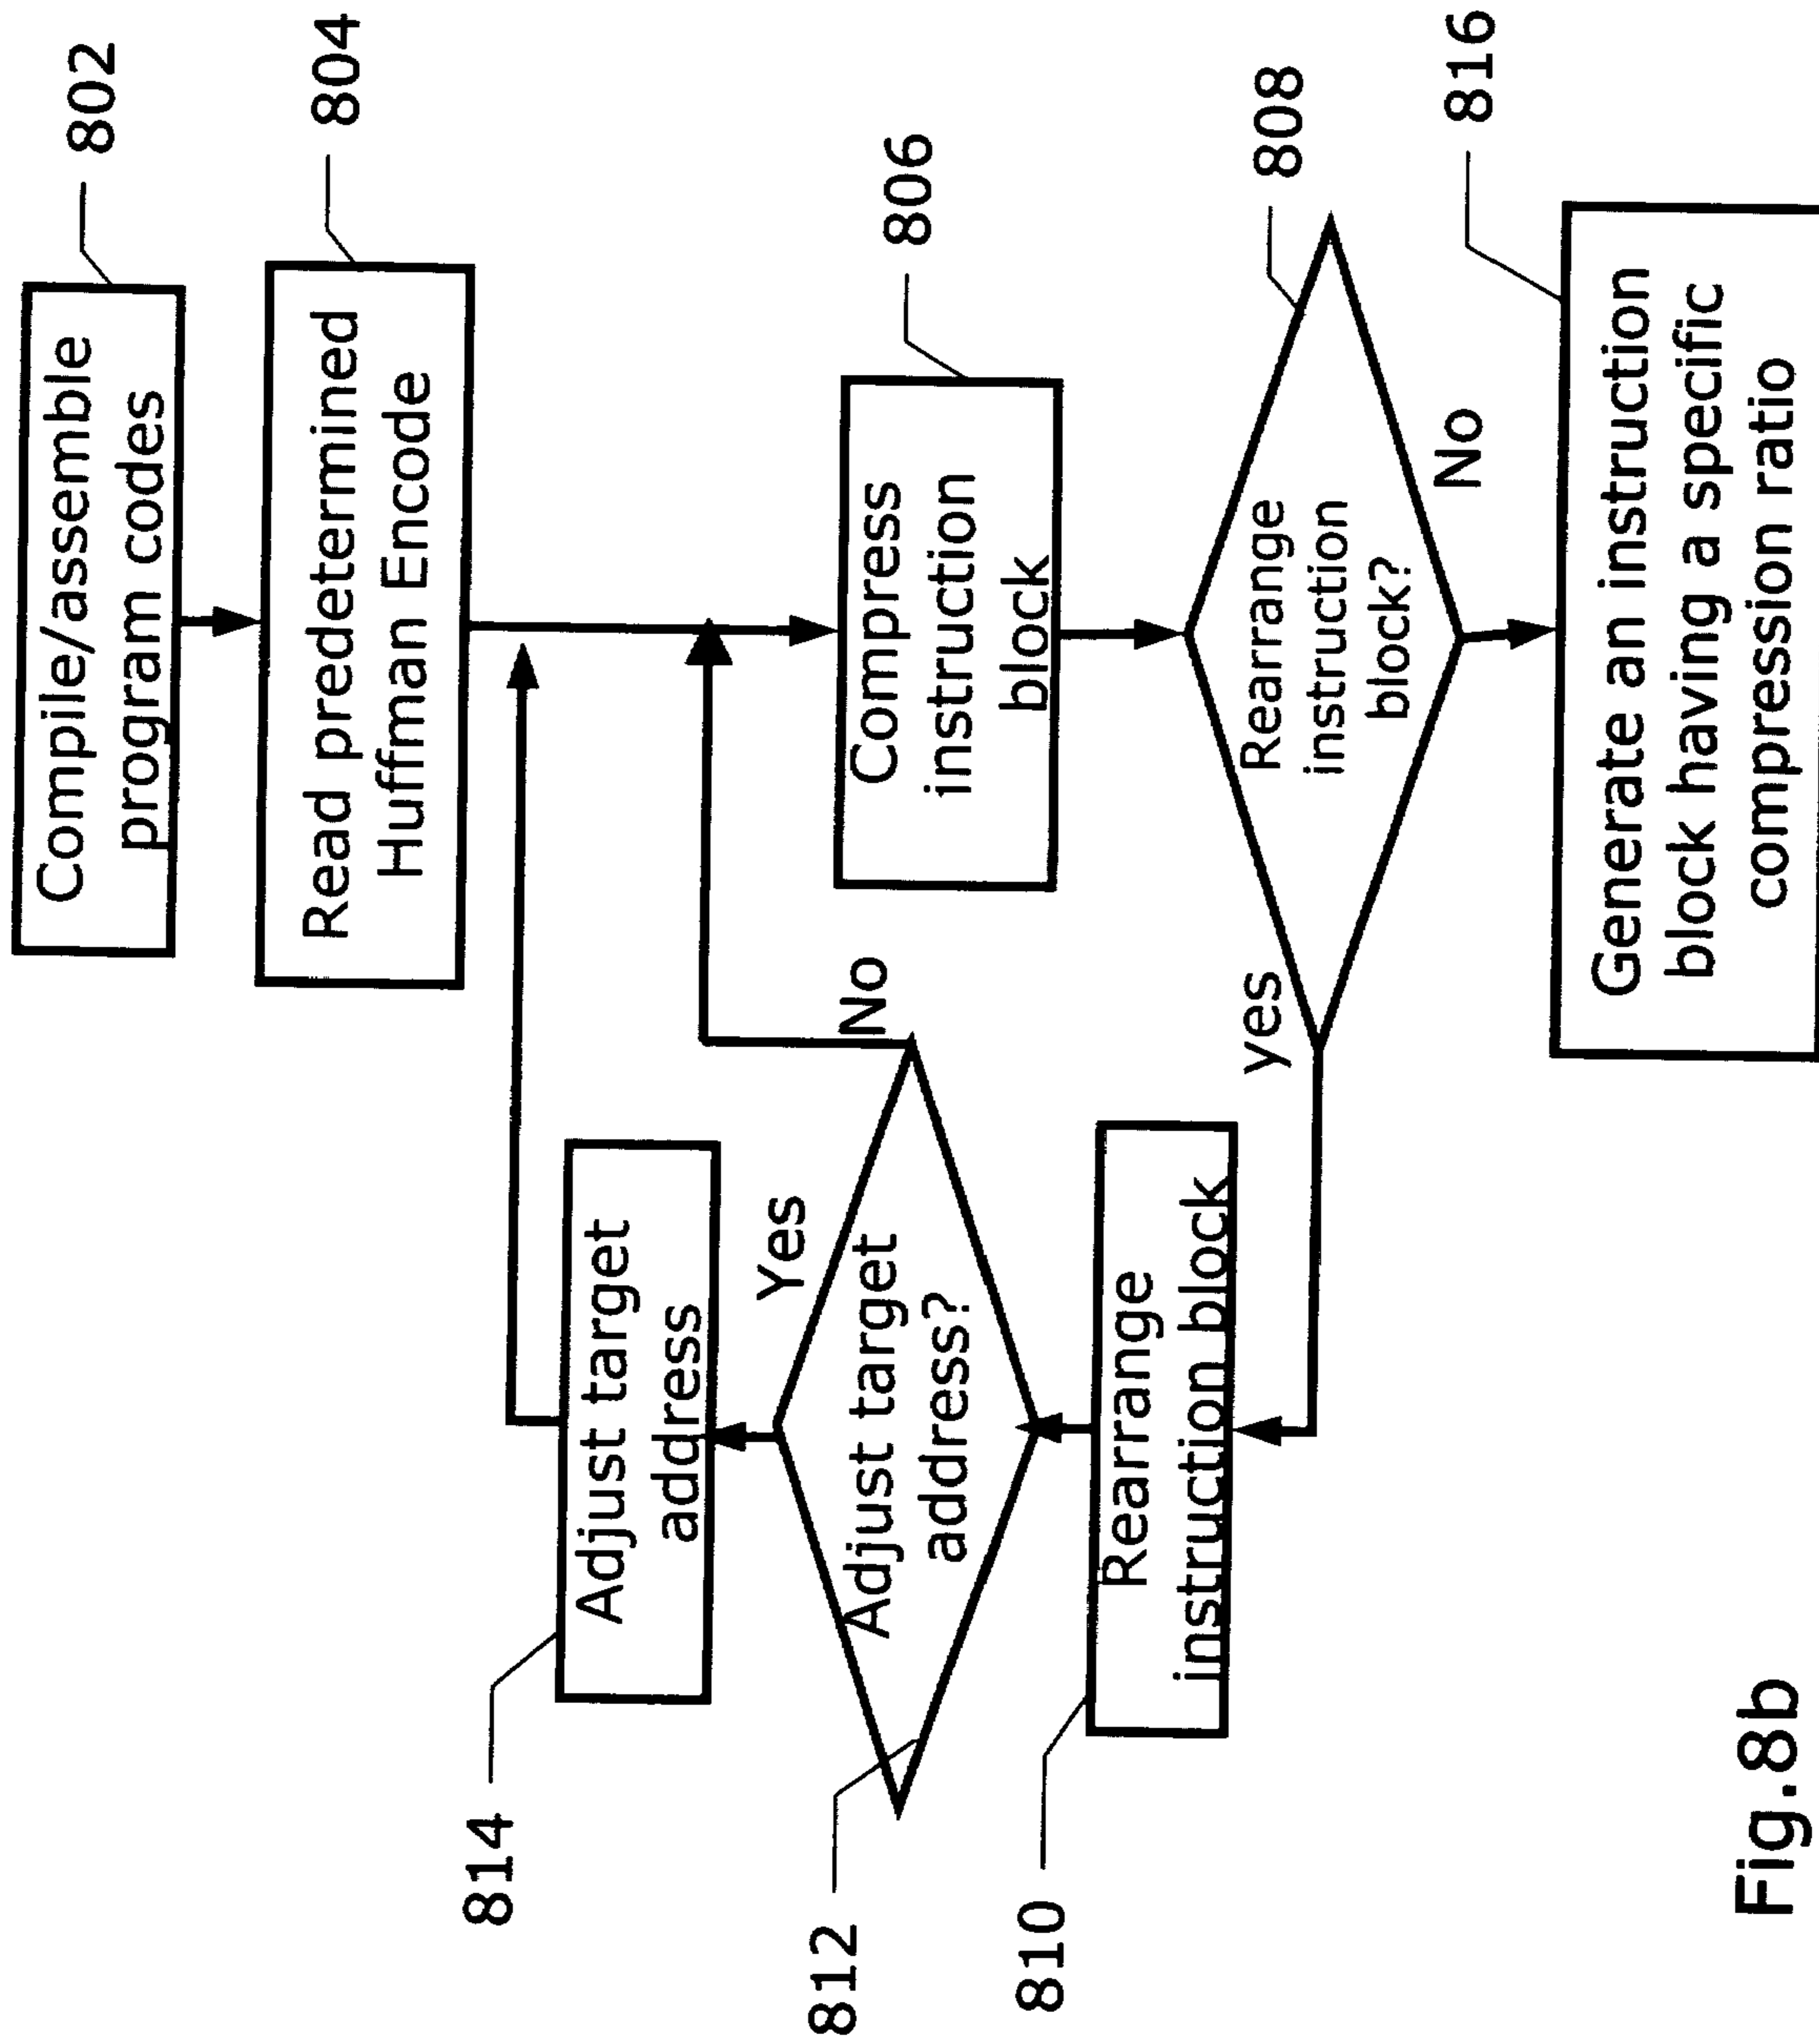 Compile/assemble
program codes
802
Read predetermined
Huffman Encode
804
Compress
instruction
block
806
Rearrange
instruction
block?
808
yes
No
Rearrange
instruction block
810
Adjust target
address?
812
Yes
No
Adjust target
address
814
Generate an instruction
block having a specific
compression ratio
816
Fig.8b